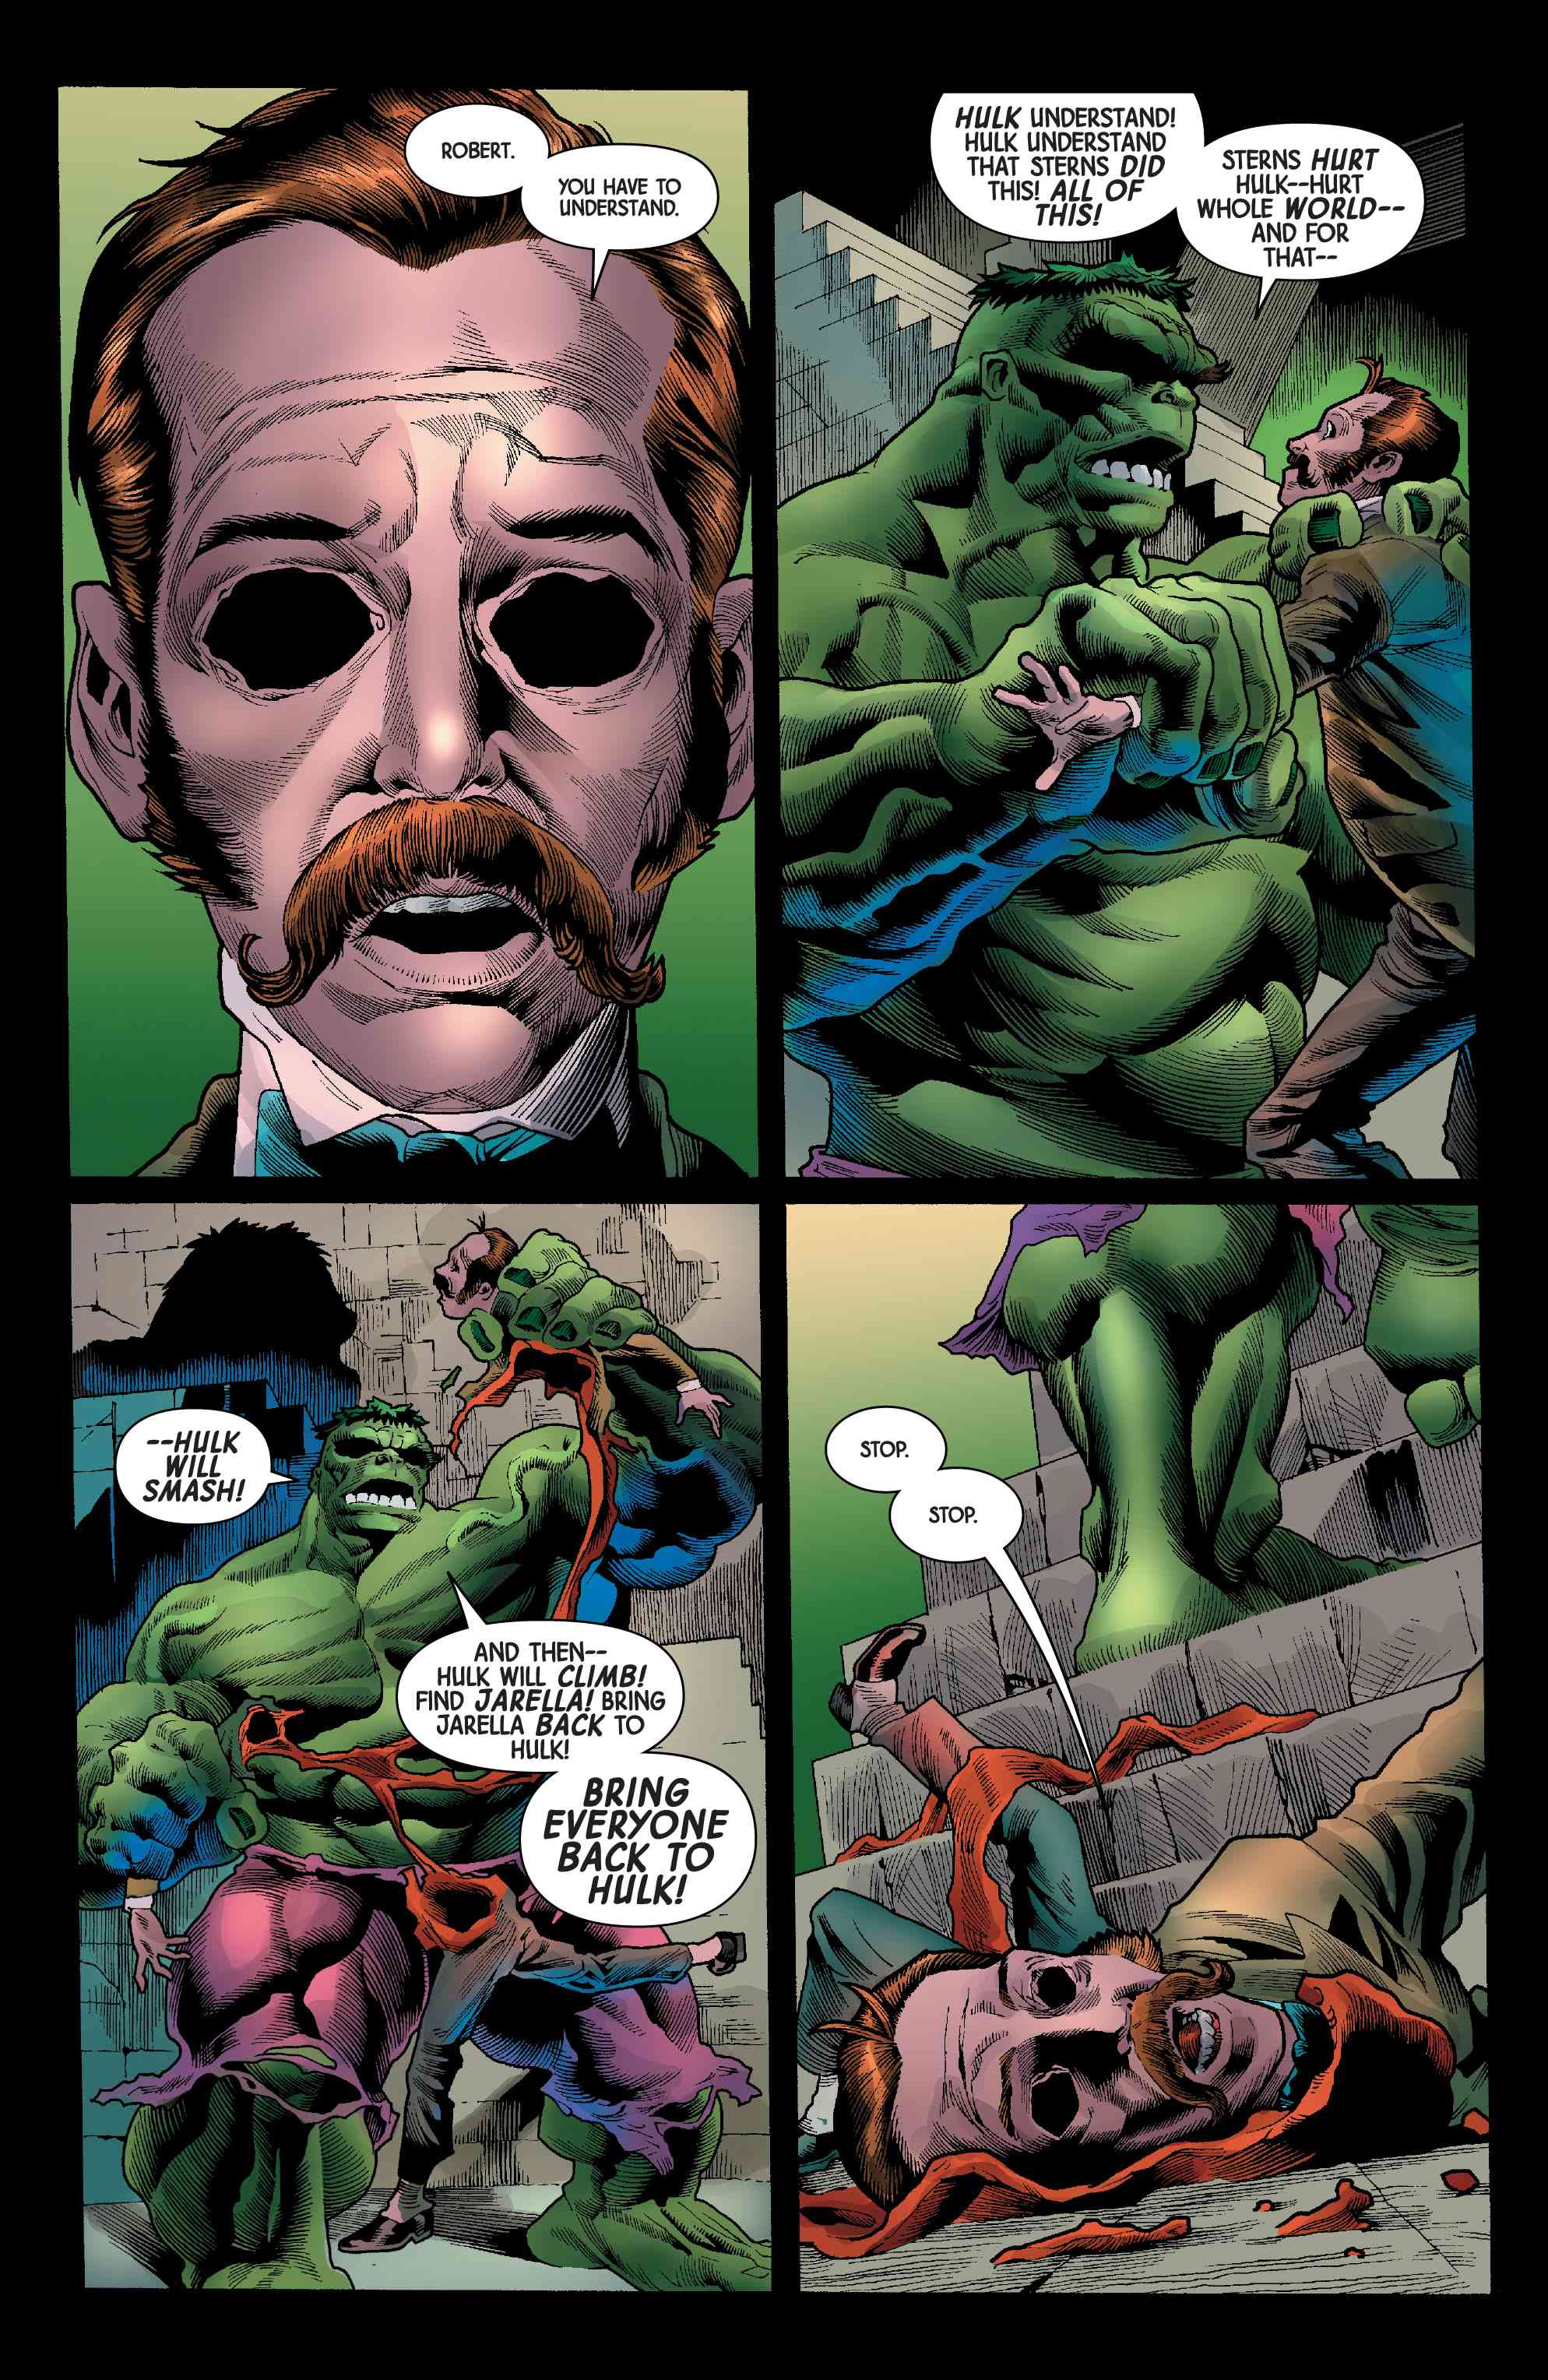 ROBERT.
YOU HAVE TO
UNDERSTAND.
HULK UNDERSTAND!
HULK UNDERSTAND
THAT STERNS DID
THIS! ALL OF
THIS!
STERNS HURT
HULK--HURT
WHOLE WORLD--
AND FOR
THAT--
--HULK
WILL
SMASH!
AND THEN--
HULK WILL CLIMB!
FIND JARELLA! BRING
JARELLA BACK TO
HULK!
BRING
EVERYONE
BACK TO
HULK!
STOP.
STOP.